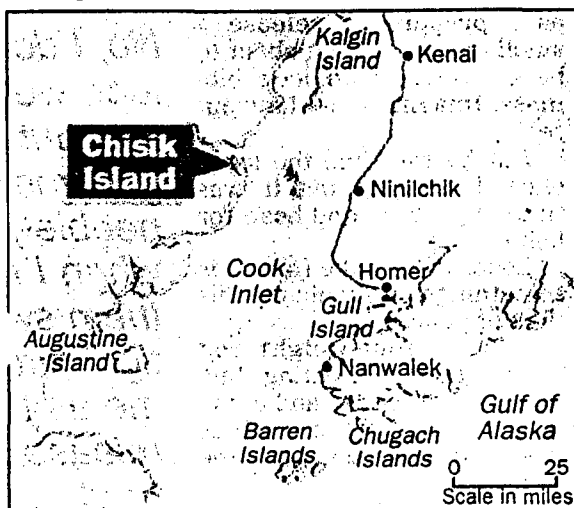 Kalgin
Island
Kenai
Chisik
Island
Ninilchik
Cook
Inlet
Homer
Gull
Island
Augustine
Island
Nanwalek
Gulf of
Alaska
Barren
Islands
Chugach
Islands
0 25
Scale in miles